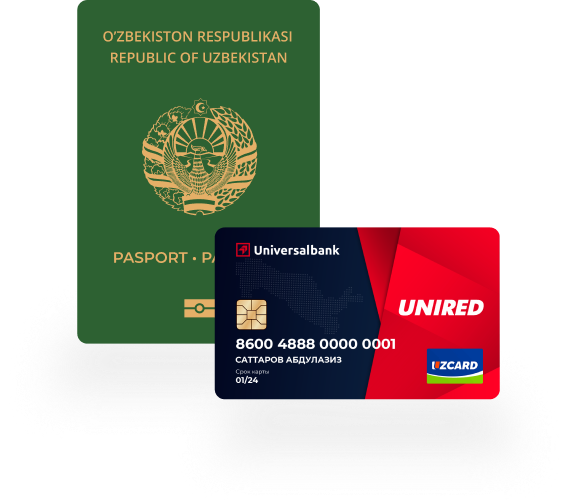 O'ZBEKISTON RESPUBLIKASI
REPUBLIC OF UZBEKISTAN
PASPORT •
Universalbank
UNIRED
8600 4888 0000 0001
САТТАРОВ АБДУЛАЗИЗ
Срок карты
01/24
UZCARD